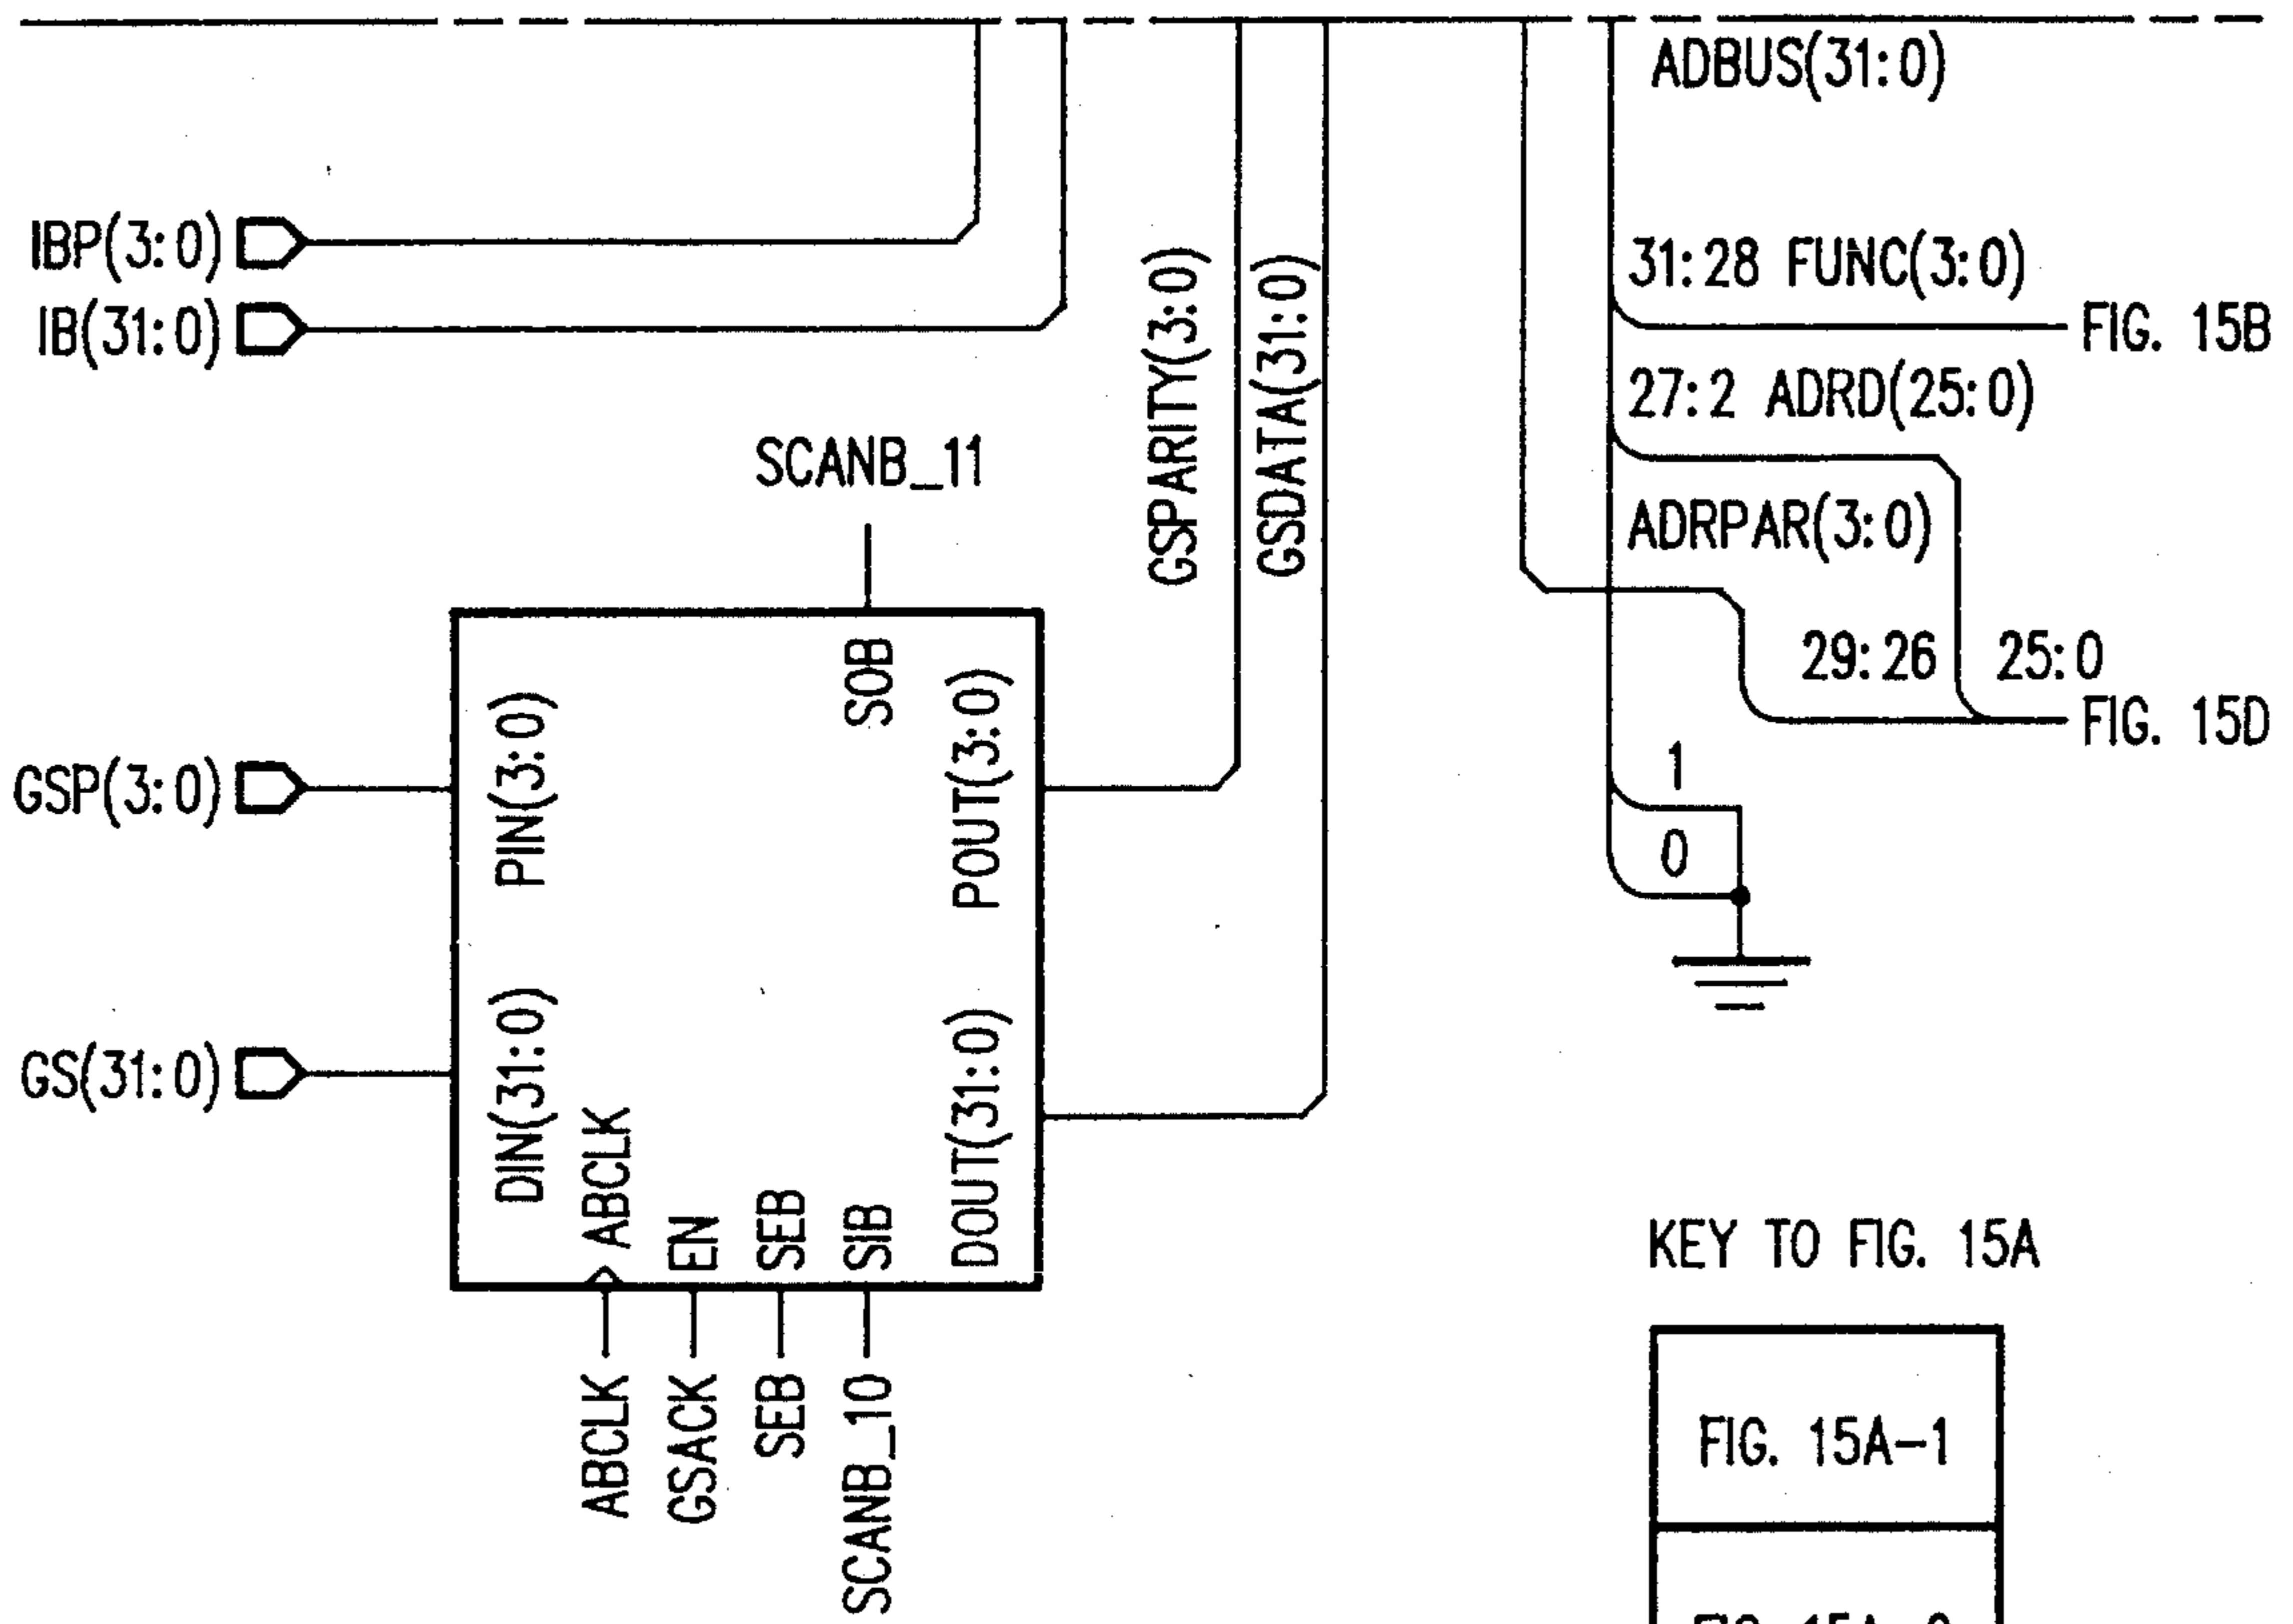 ADBUS(31:0)
IBP(3:0)
IB(31:0)
31:28 FUNC(3:0)
FIG. 15B
27:2 ADRD(25:0)
ADRPAR(3:0)
29:26
25:0
FIG. 15D
1
0
GSPARITY(3:0)
GSDATA(31:0)
SCANB_11
SOB
PIN(3:0)
POUT(3:0)
GSP(3:0)
GS(31:0)
DIN(31:0)
DOUT(31:0)
ABCLK
EN
SEB
SIB
ABCLK
GSACK
SEB
SCANB_10
KEY TO FIG. 15A
FIG. 15A-1